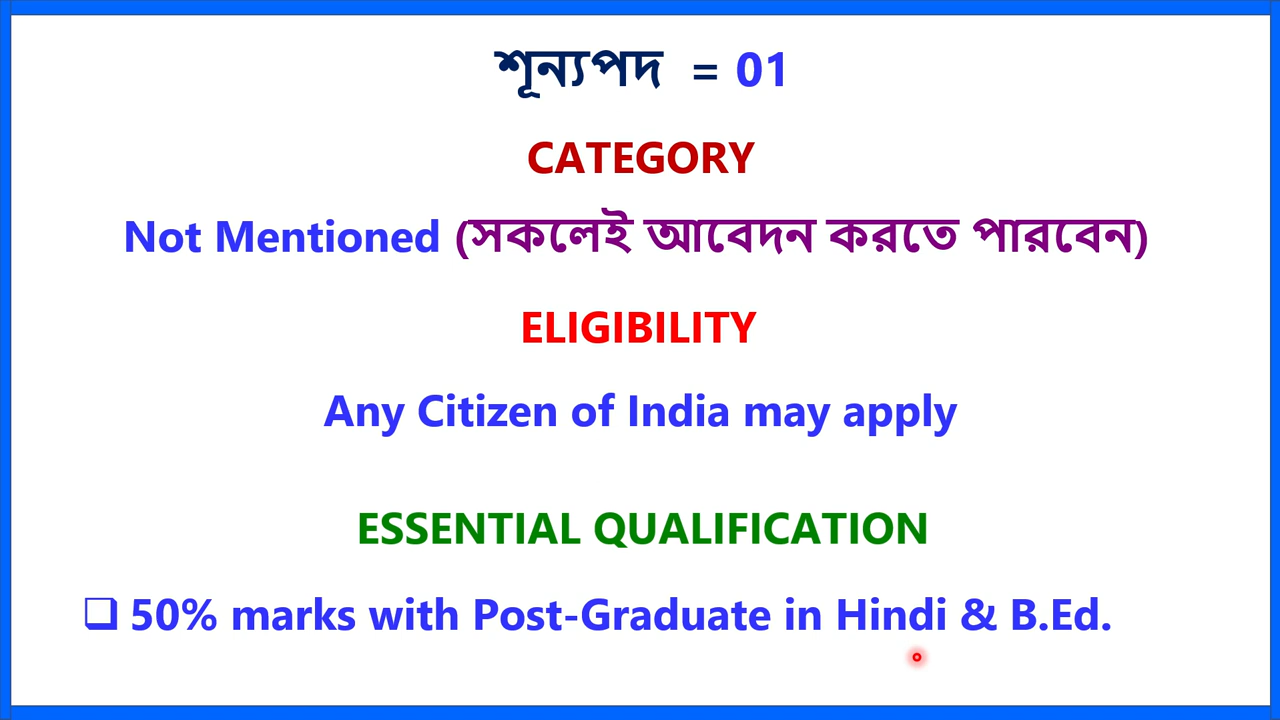 শূন্যপদ = 01
CATEGORY
Not Mentioned (সকলেই আবেদন করতে পারবেন)
ELIGIBILITY
Any Citizen of India may apply
ESSENTIAL QUALIFICATION
❑ 50% marks with Post-Graduate in Hindi & B.Ed.